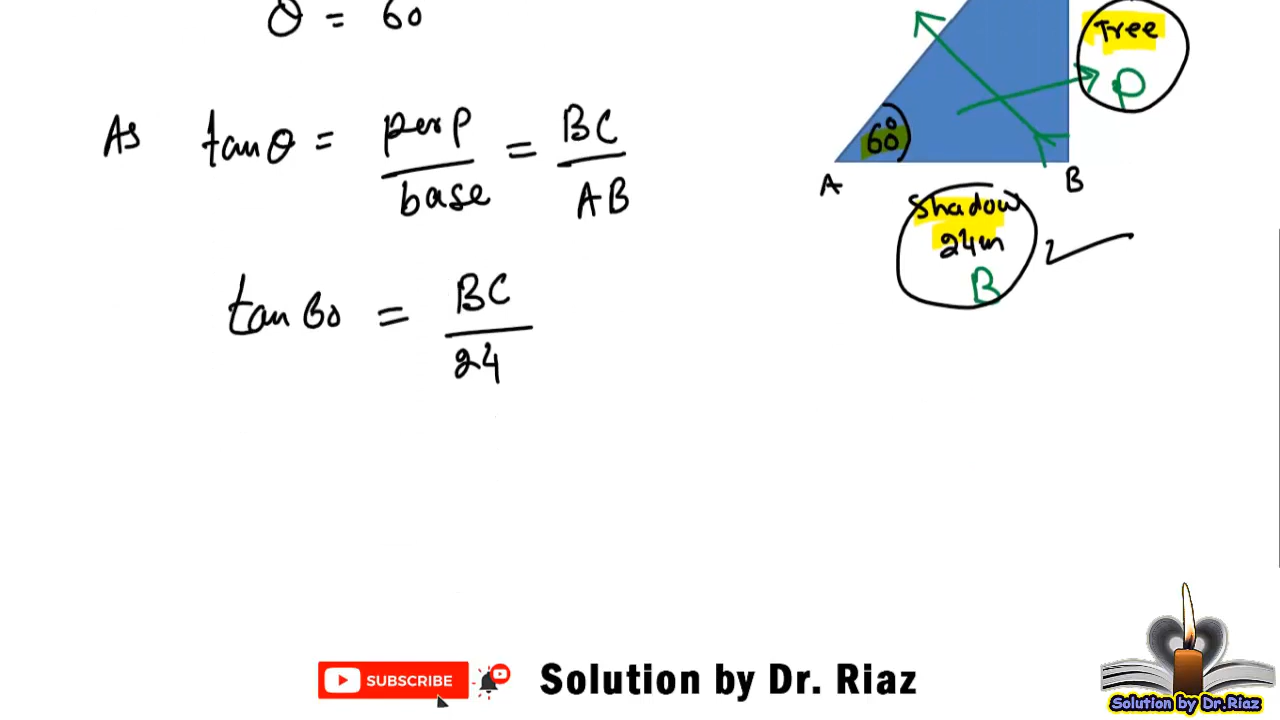 θ = 60
As tanθ = perp/base = BC/AB
tan 60 = BC/24
Tree
P
60°
A
B
Shadow
24m
B
SUBSCRIBE
Solution by Dr. Riaz
Solution by Dr.Riaz